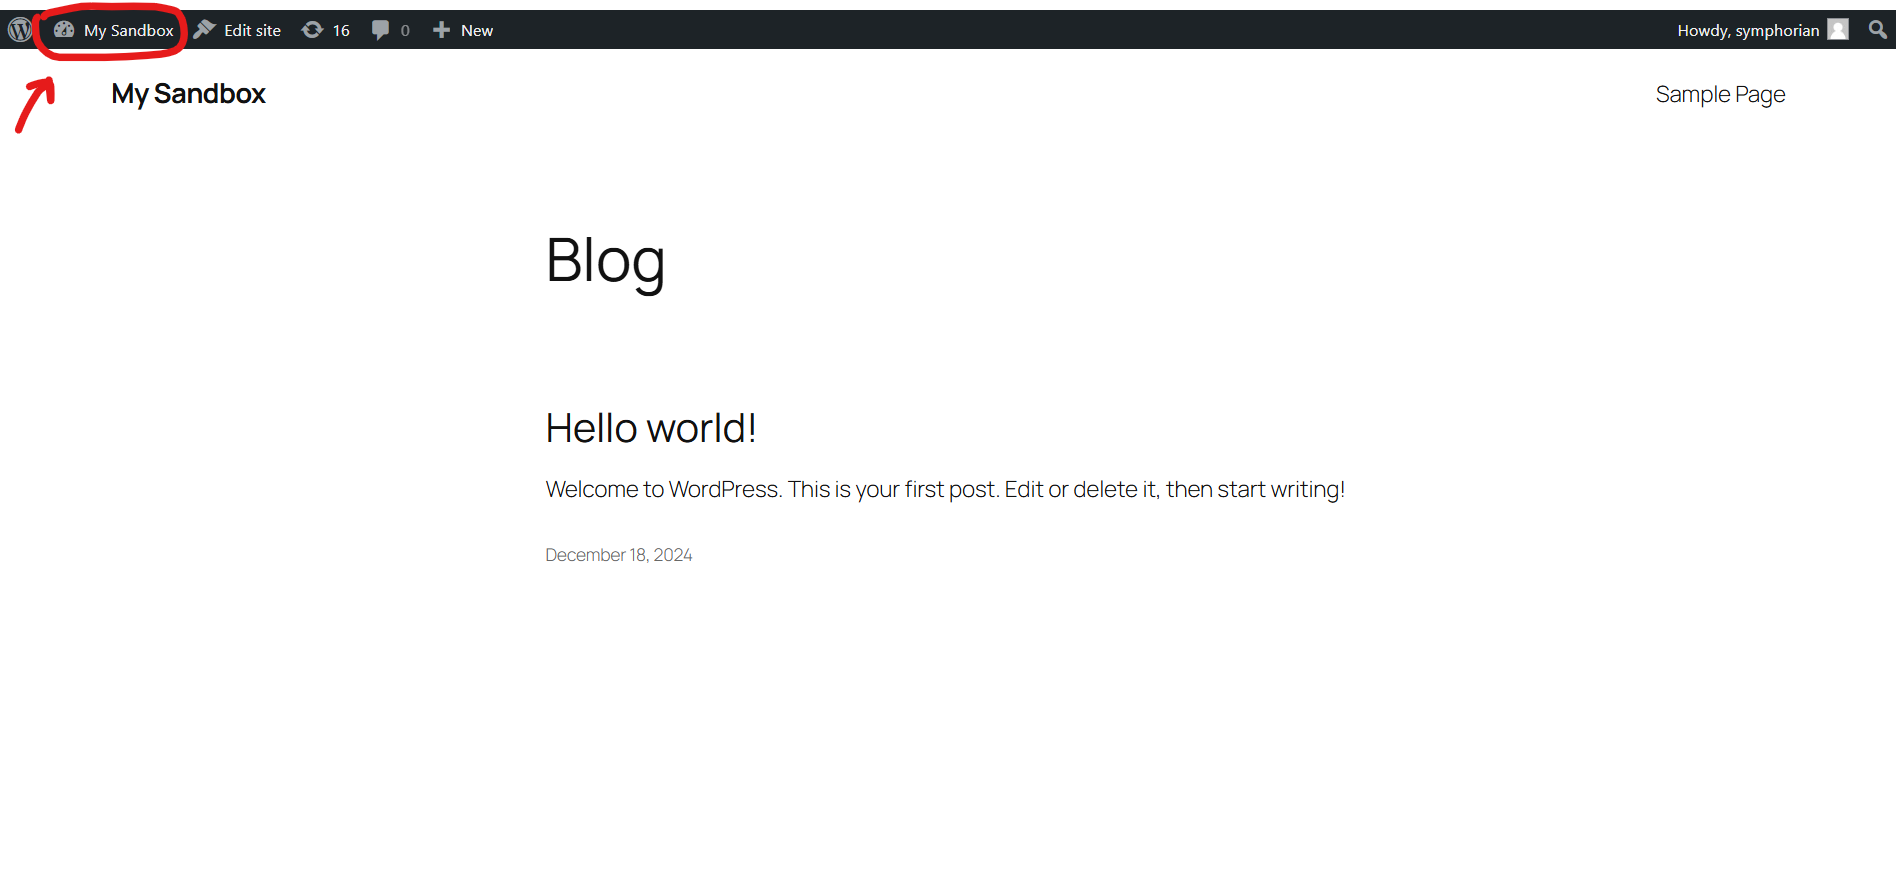 My Sandbox Edit site 16 0 New Howdy, symphorian
My Sandbox Sample Page
Blog
Hello world!
Welcome to WordPress. This is your first post. Edit or delete it, then start writing!
December 18, 2024